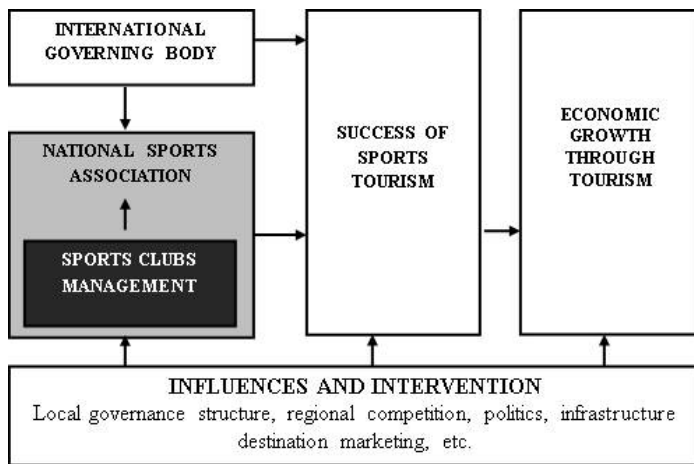 INTERNATIONAL
GOVERNING BODY
NATIONAL SPORTS
ASSOCIATION
SPORTS CLUBS
MANAGEMENT
SUCCESS OF
SPORTS
TOURISM
ECONOMIC
GROWTH
THROUGH
TOURISM
INFLUENCES AND INTERVENTION
Local governance structure, regional competition, politics, infrastructure
destination marketing, etc.